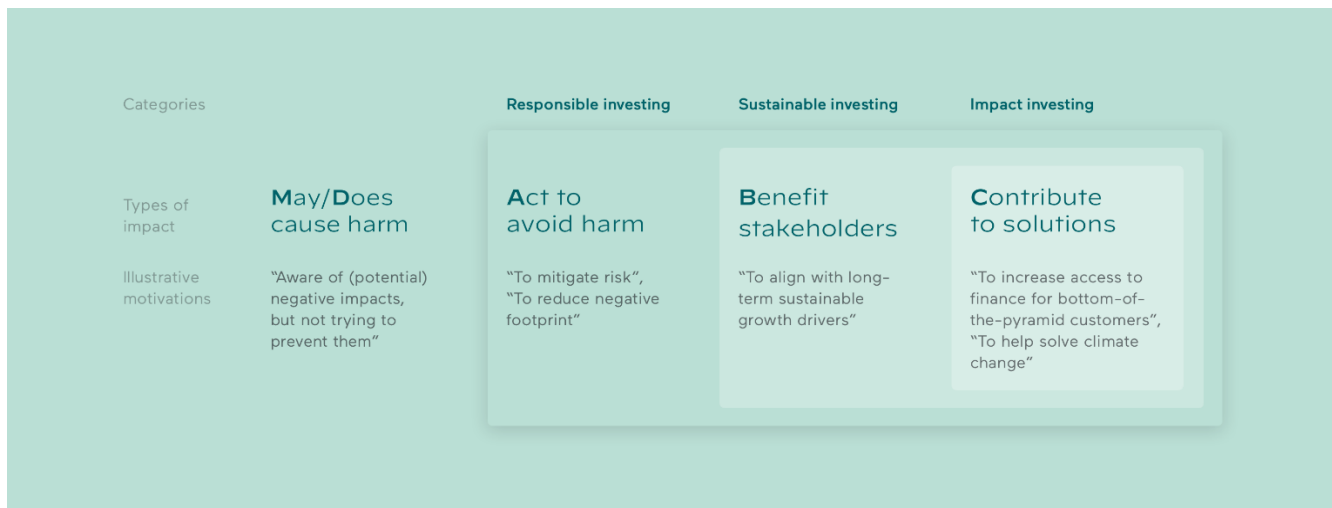 Categories
Responsible investing
Sustainable investing
Impact investing
Types of
impact
May/Does
cause harm
Act to
avoid harm
Benefit
stakeholders
Contribute
to solutions
Illustrative
motivations
“Aware of (potential)
negative impacts,
but not trying to
prevent them”
“To mitigate risk”,
“To reduce negative
footprint”
“To align with long-
term sustainable
growth drivers”
“To increase access to
finance for bottom-of-
the-pyramid customers”,
“To help solve climate
change”